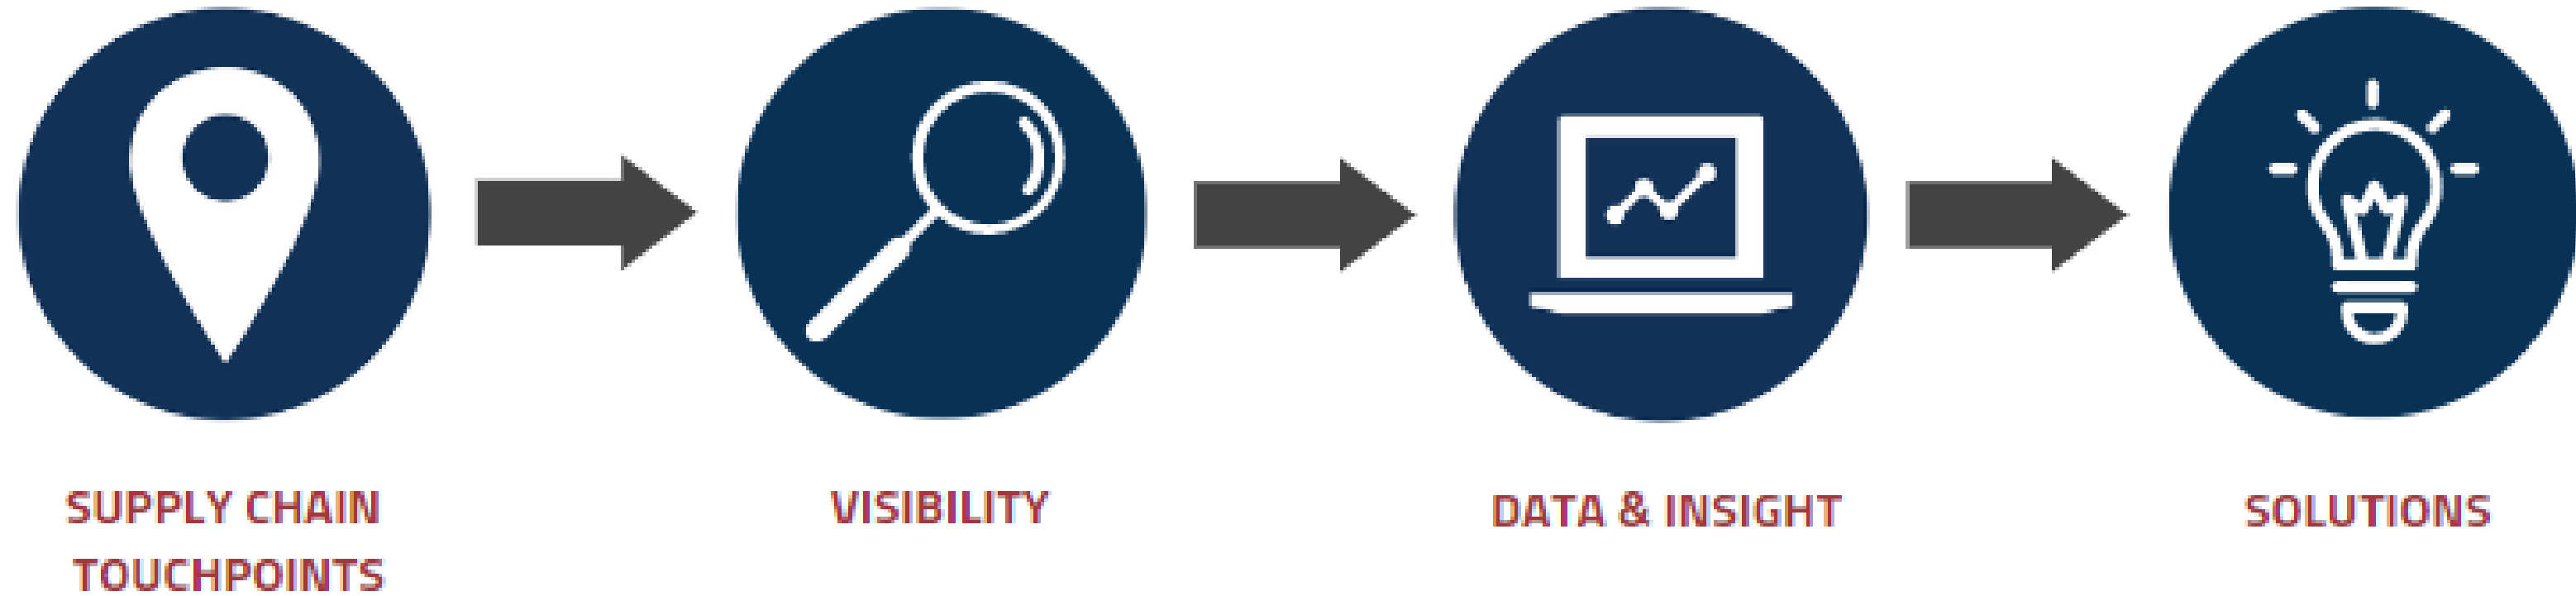 SUPPLY CHAIN
TOUCHPOINTS
VISIBILITY
DATA & INSIGHT
SOLUTIONS